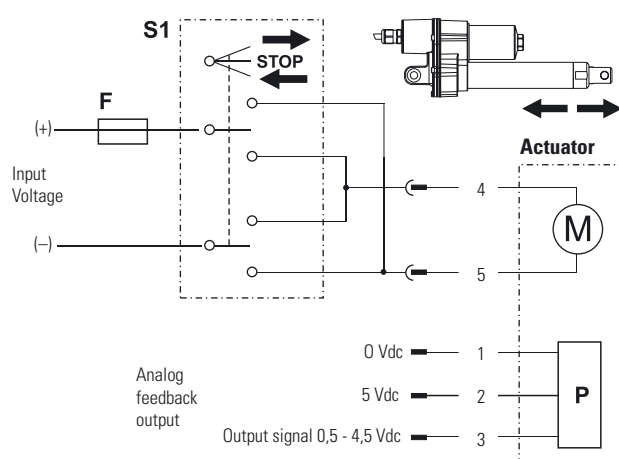 S1
STOP
F
(+)
Input
Voltage
(–)
Actuator
4
M
5
0 Vdc
1
Analog
feedback
output
5 Vdc
2
P
Output signal 0,5 - 4,5 Vdc
3